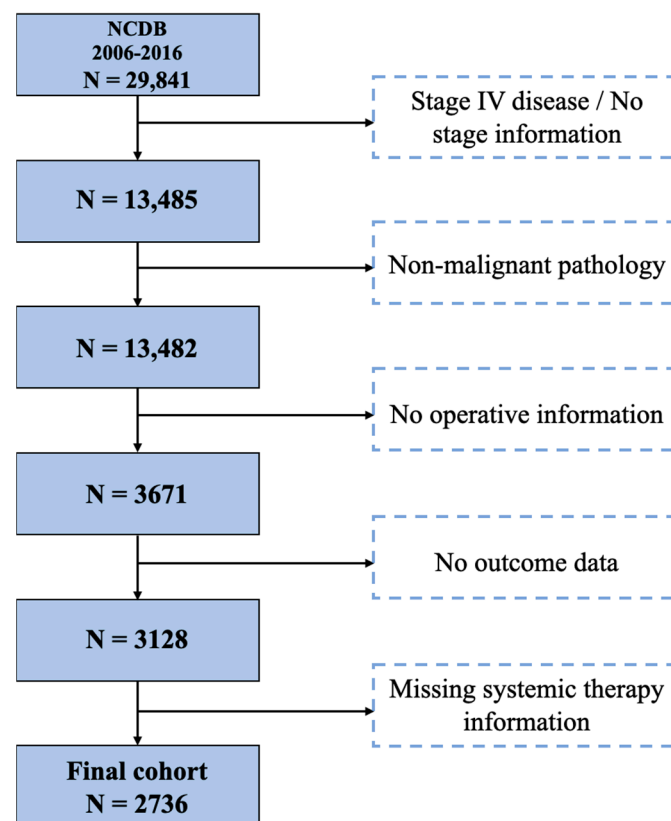 NCDB
2006-2016
N = 29,841
Stage IV disease / No
stage information
N = 13,485
Non-malignant pathology
N = 13,482
No operative information
N = 3671
No outcome data
N = 3128
Missing systemic therapy
information
Final cohort
N = 2736